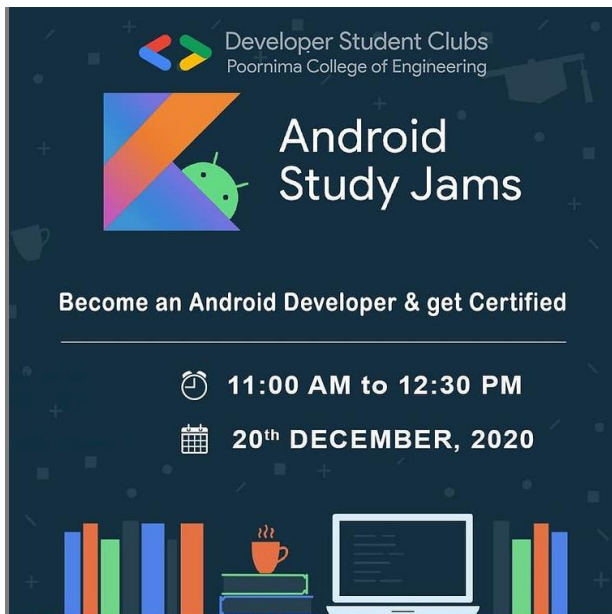 Developer Student Clubs
Poornima College of Engineering
Android
Study Jams
Become an Android Developer & get Certified
11:00 AM to 12:30 PM
20th DECEMBER, 2020